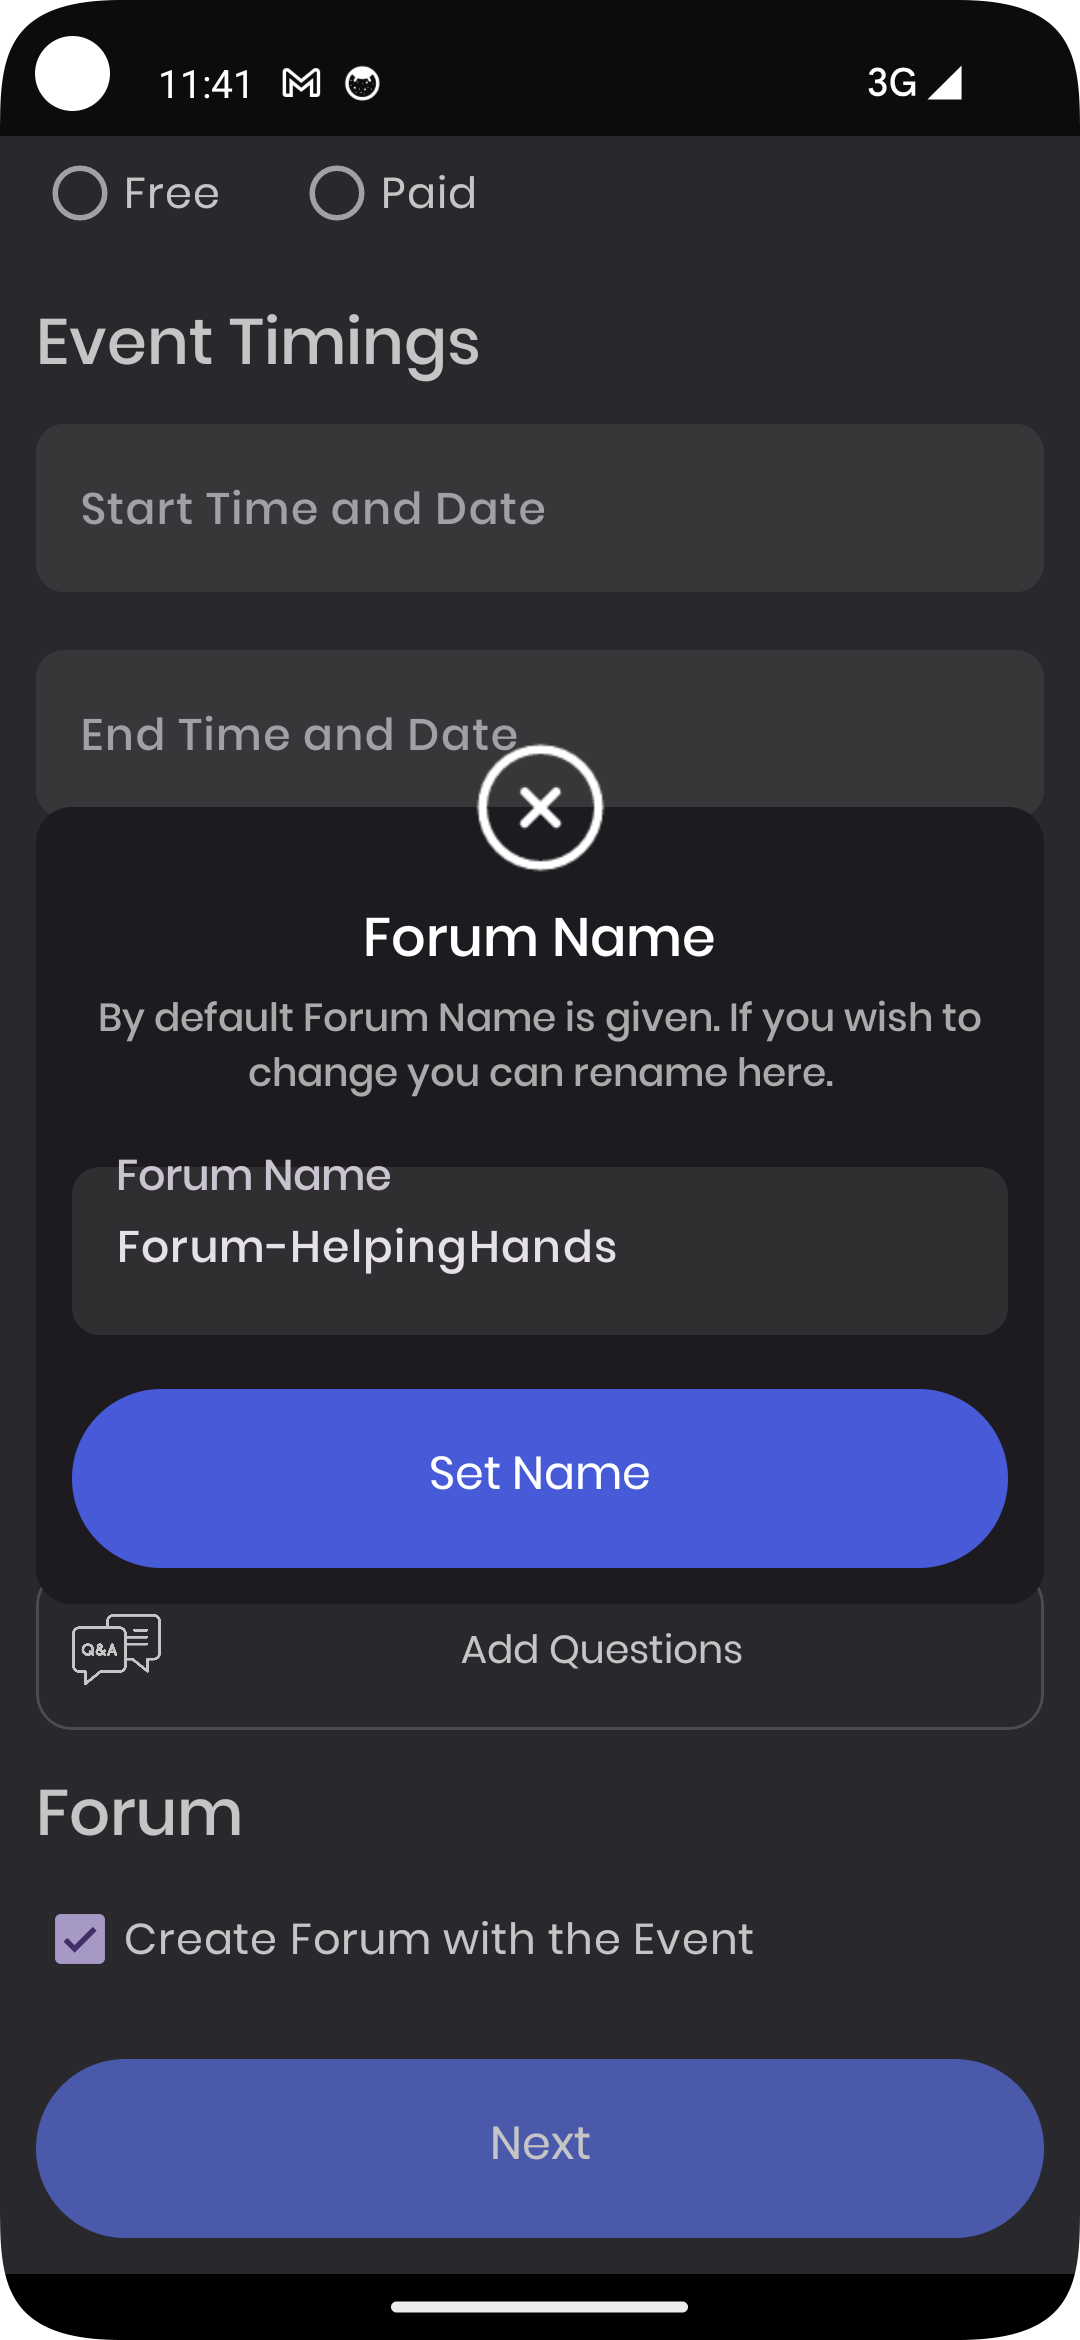 11:41
3G
Free
Paid
Event Timings
Start Time and Date
End Time and Date
Forum Name
By default Forum Name is given. If you wish to
change you can rename here.
Forum Name
Forum-HelpingHands
Set Name
Q&A
Add Questions
Forum
Create Forum with the Event
Next